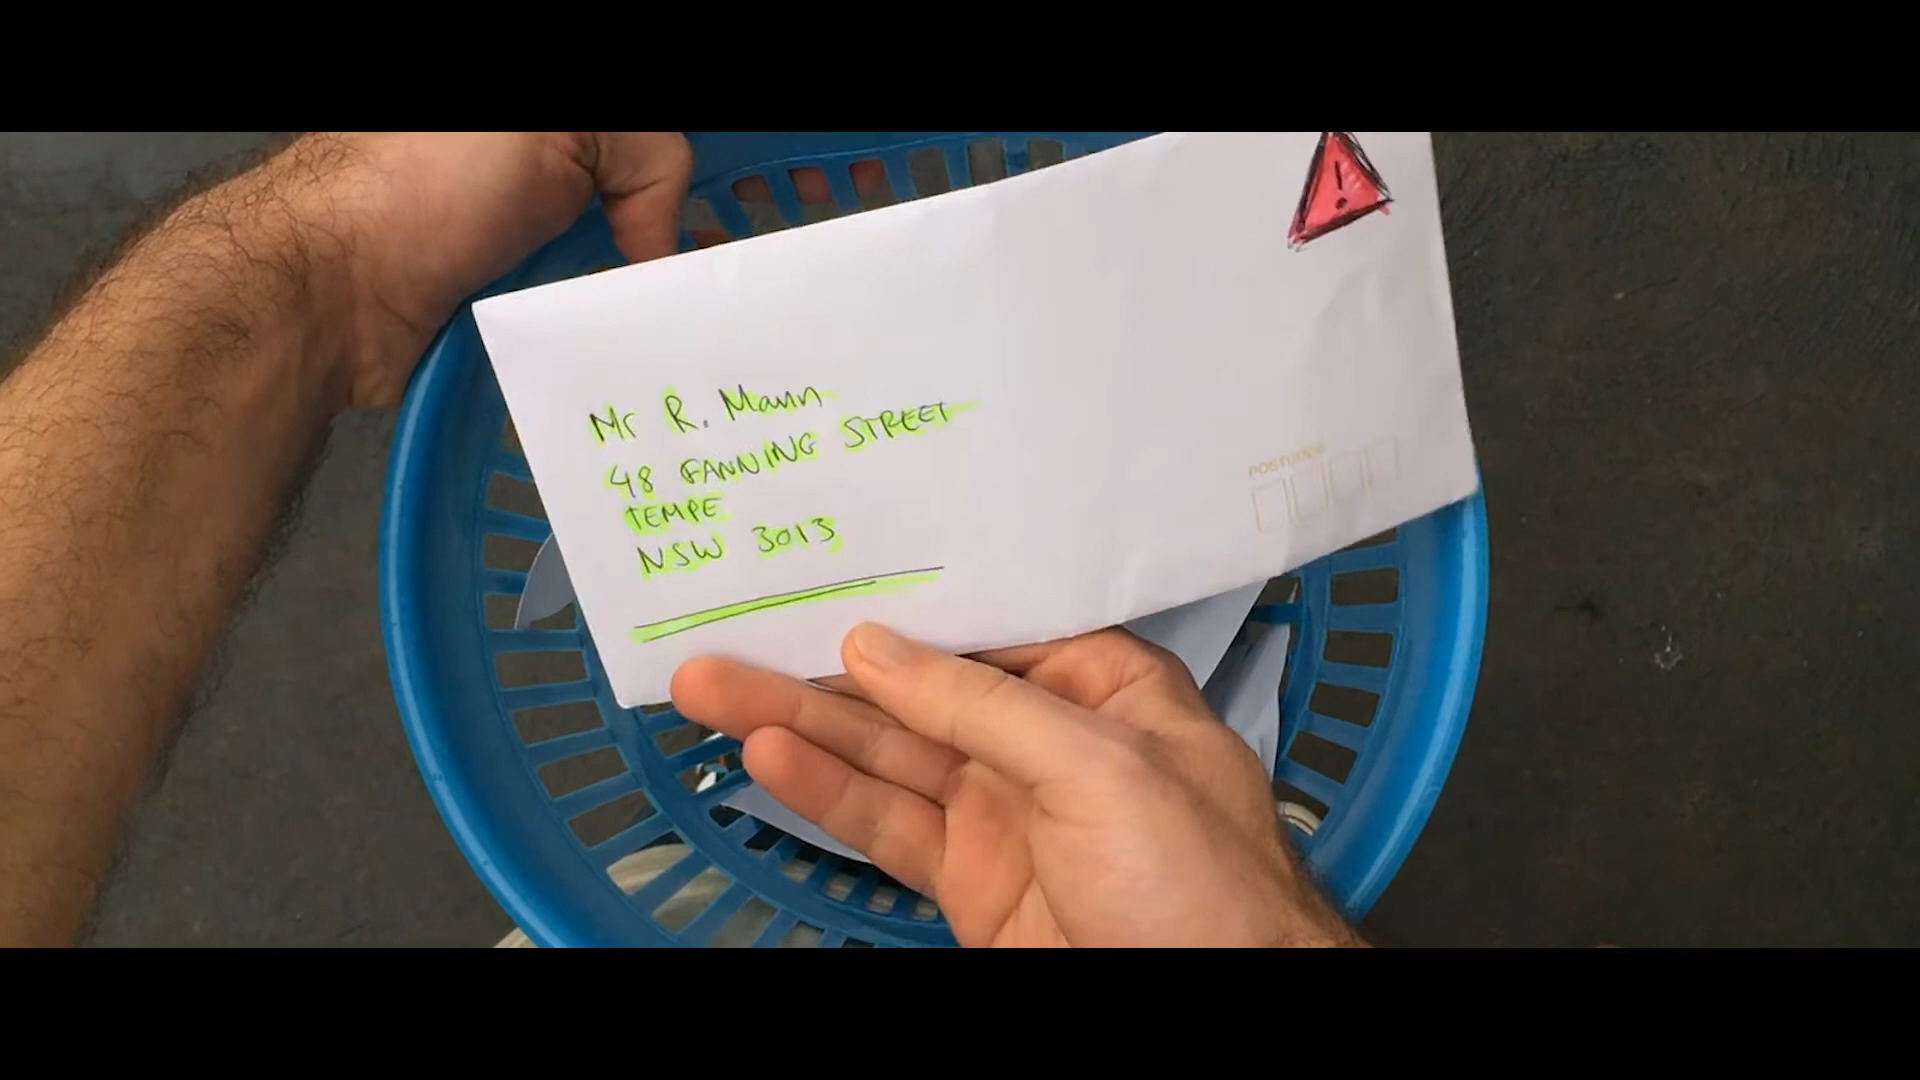 Mr R. Mann
48 FANNING STREET
TEMPE
NSW 3013
!
POSTCODE